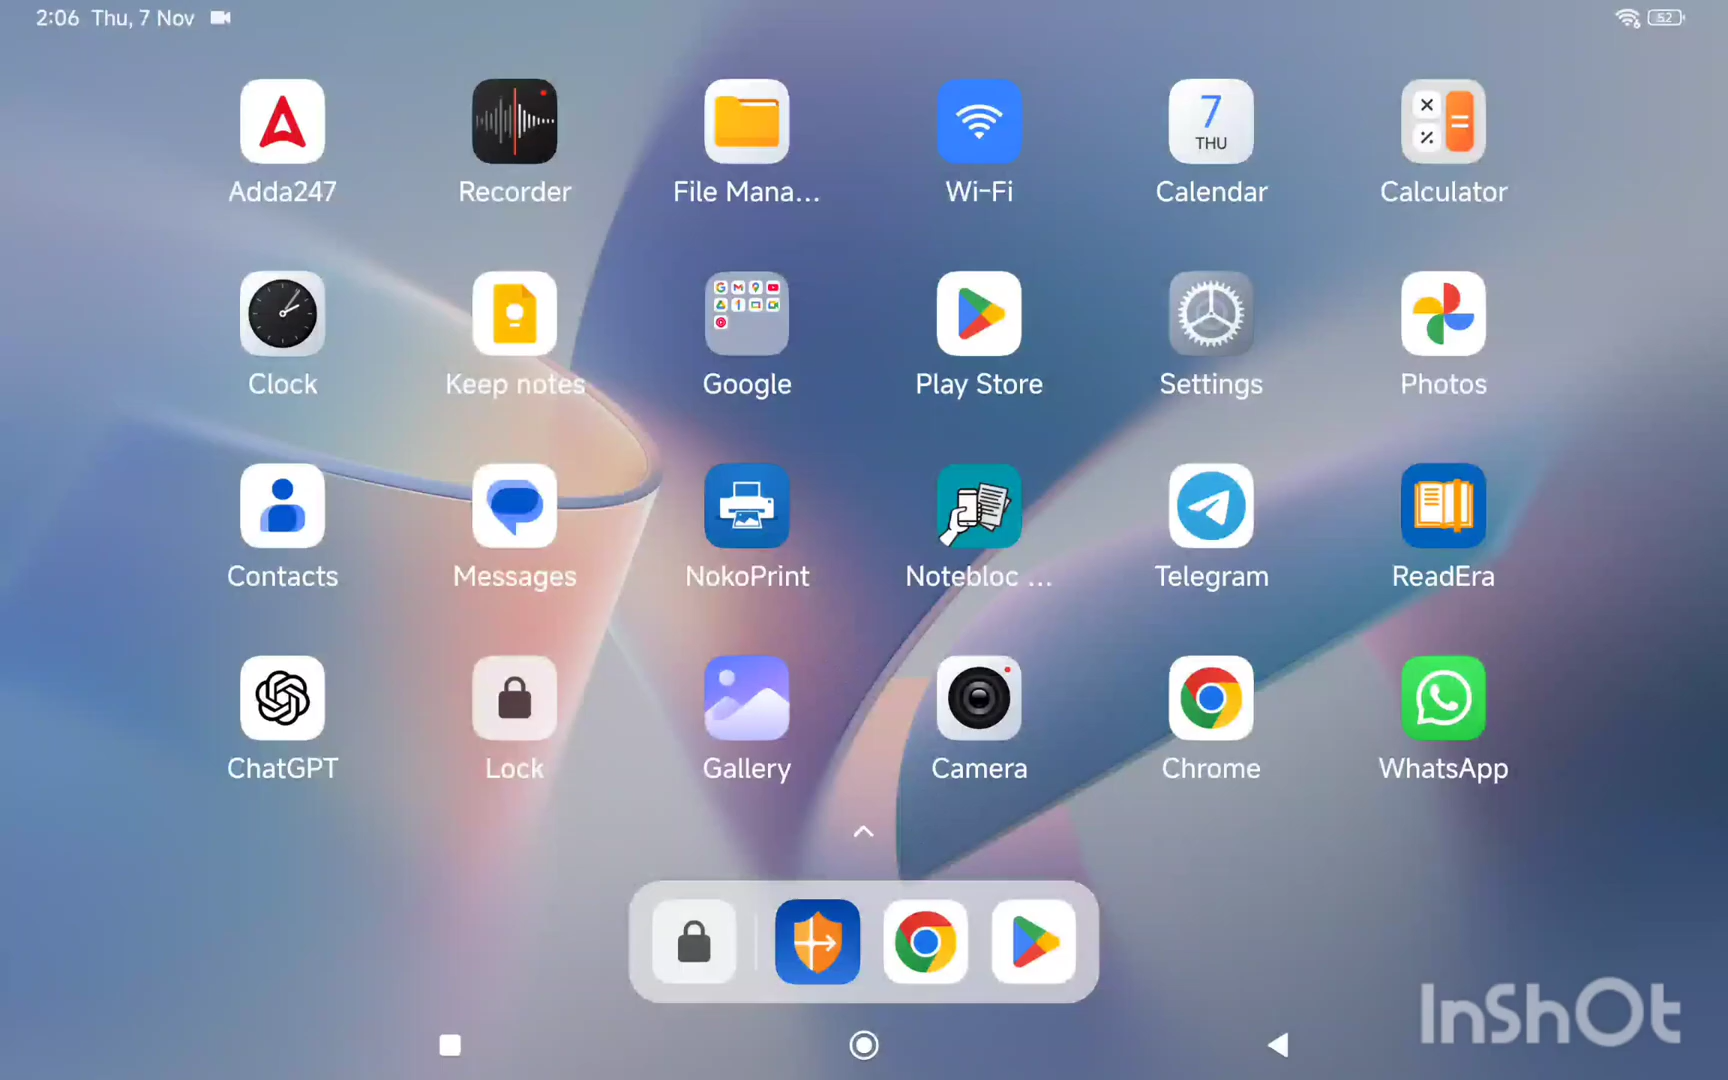 2:06 Thu, 7 Nov
52
7
THU
Adda247 Recorder File Mana... Wi-Fi Calendar Calculator
Clock Keep notes Google Play Store Settings Photos
Contacts Messages NokoPrint Notebloc ... Telegram ReadEra
ChatGPT Lock Gallery Camera Chrome WhatsApp
InShOt